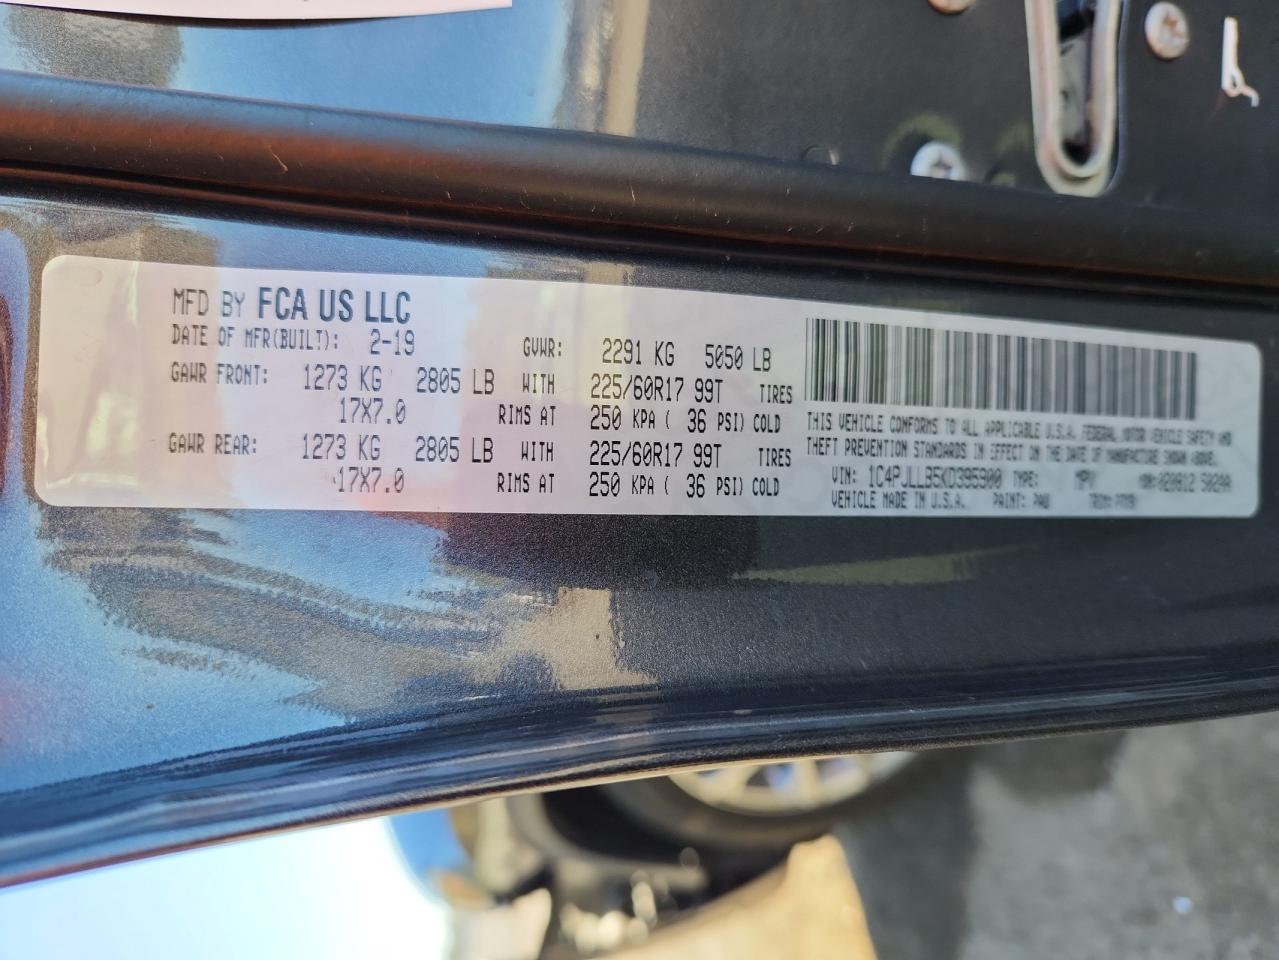 MFD BY FCA US LLC
DATE OF MFR(BUILT): 2-19 GVWR: 2291 KG 5050 LB
GAWR FRONT: 1273 KG 2805 LB WITH 225/60R17 99T TIRES
17X7.0 RIMS AT 250 KPA ( 36 PSI) COLD
GAWR REAR: 1273 KG 2805 LB WITH 225/60R17 99T TIRES
17X7.0 RIMS AT 250 KPA ( 36 PSI) COLD
THIS VEHICLE CONFORMS TO ALL APPLICABLE U.S.A. FEDERAL MOTOR VEHICLE SAFETY AND
THEFT PREVENTION STANDARDS IN EFFECT ON THE DATE OF MANUFACTURE SHOWN ABOVE.
VIN: 1C4PJLLB5KD395900 TYPE: MPV
VEHICLE MADE IN U.S.A. PAINT: PAU